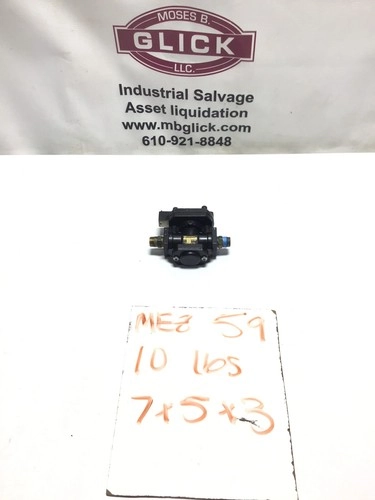 MOSES B.
GLICK
LLC.
Industrial Salvage
Asset liquidation
www.mbglick.com
610-921-8848
MEZ 59
10 lbs
7x5x3